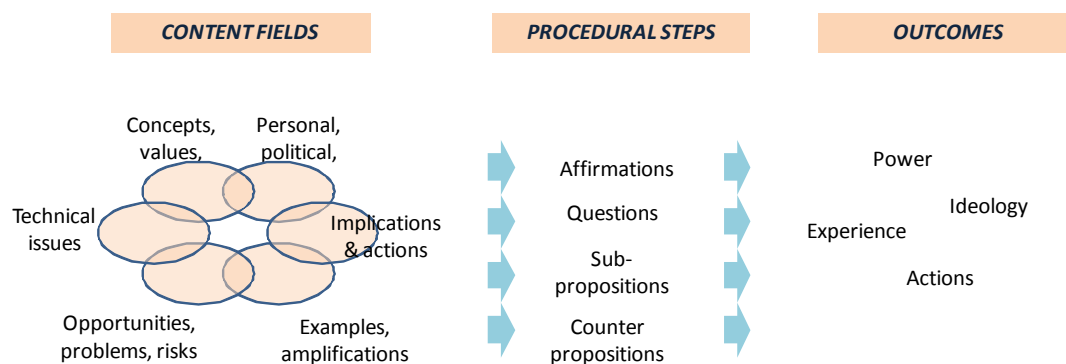 CONTENT FIELDS
PROCEDURAL STEPS
OUTCOMES
Concepts,
values,
Personal,
political,
Technical
issues
Implications
& actions
Opportunities,
problems, risks
Examples,
amplifications
Affirmations
Questions
Sub-
propositions
Counter
propositions
Power
Ideology
Experience
Actions